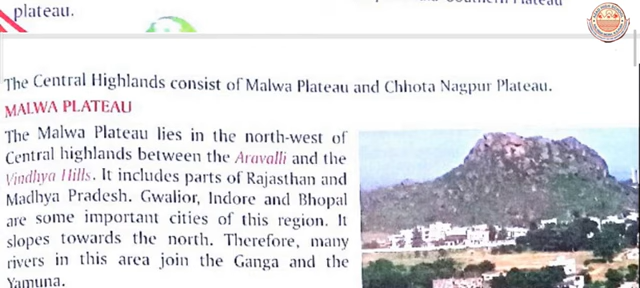 Southern Plateau
plateau.
The Central Highlands consist of Malwa Plateau and Chhota Nagpur Plateau.
MALWA PLATEAU
The Malwa Plateau lies in the north-west of
Central highlands between the Aravalli and the
Vindhya Hills. It includes parts of Rajasthan and
Madhya Pradesh. Gwalior, Indore and Bhopal
are some important cities of this region. It
slopes towards the north. Therefore, many
rivers in this area join the Ganga and the
Yamuna.